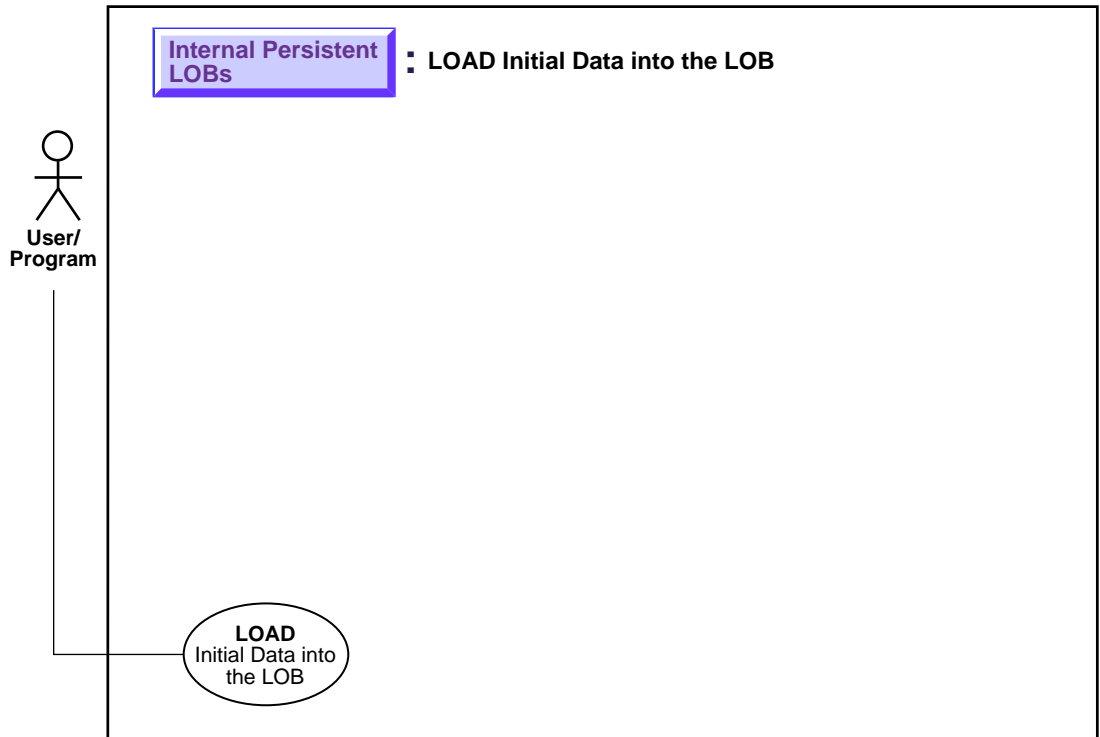 Internal Persistent
LOBs
: LOAD Initial Data into the LOB
User/
Program
LOAD
Initial Data into
the LOB